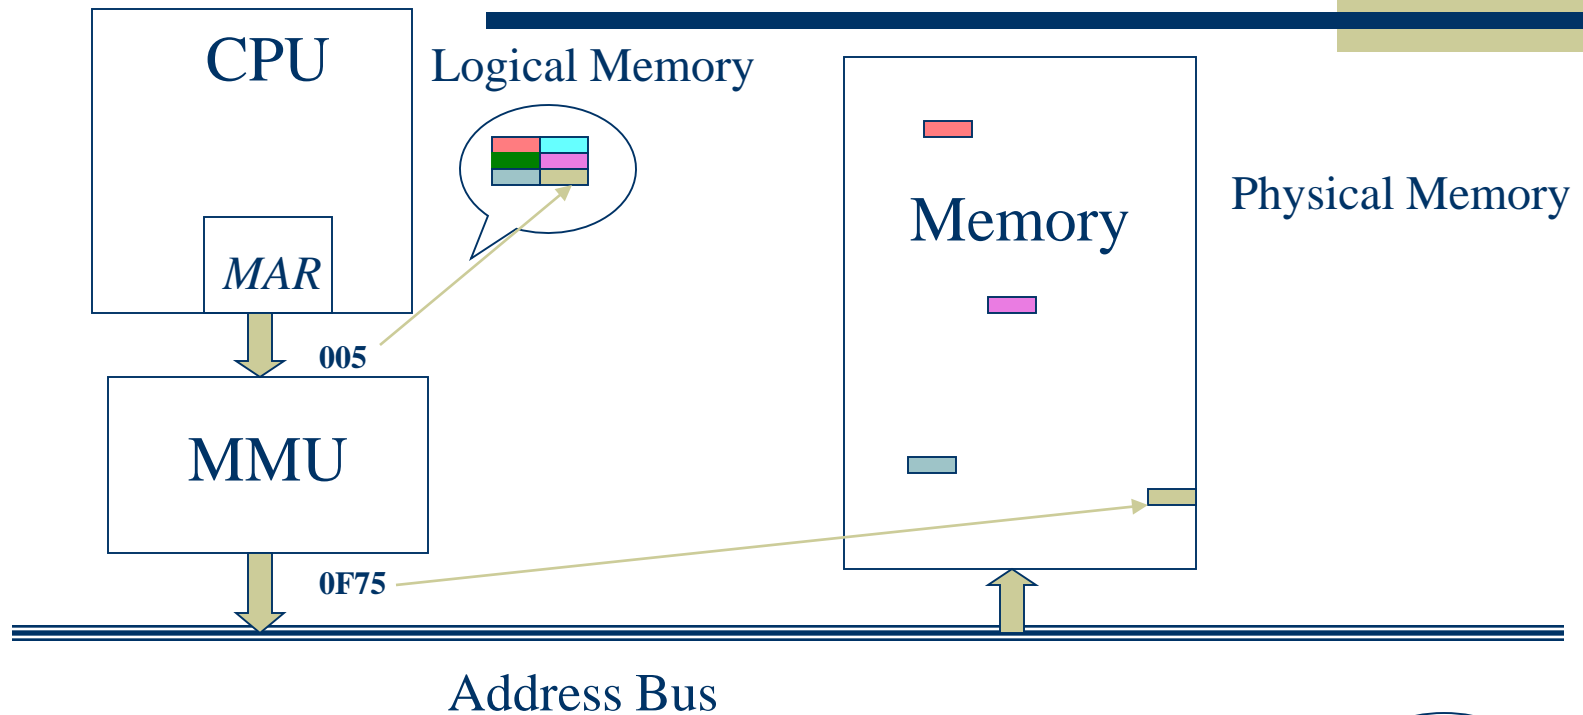 CPU
Logical Memory
MAR
005
MMU
0F75
Memory
Physical Memory
Address Bus